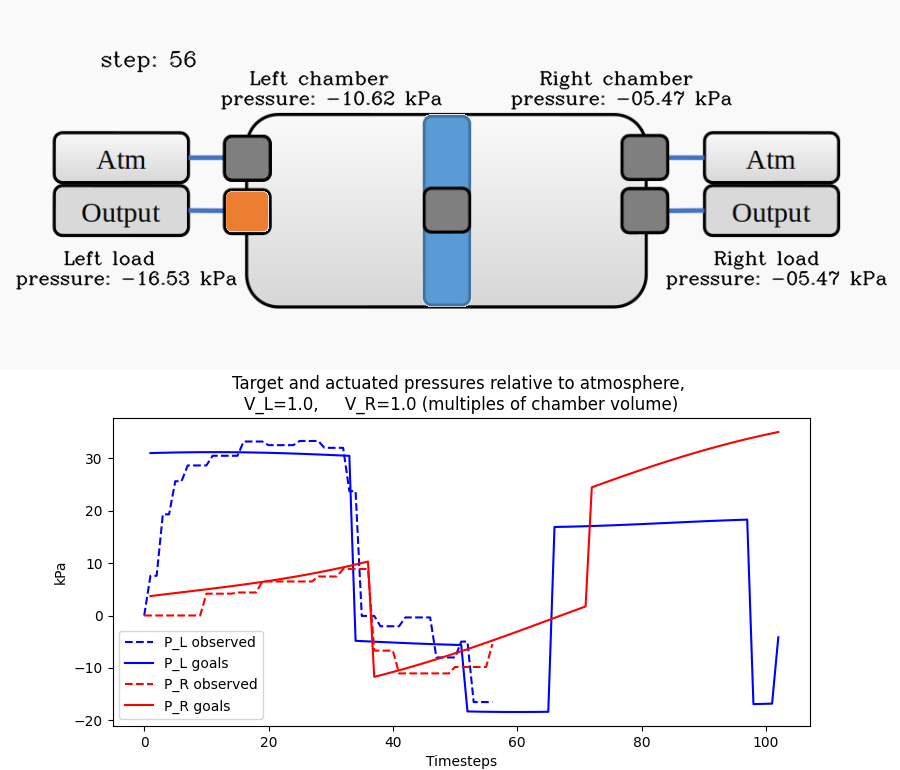 step: 56
Left chamber
pressure: −10.62 kPa
Right chamber
pressure: −05.47 kPa
Atm
Output
Atm
Output
Left load
pressure: −16.53 kPa
Right load
pressure: −05.47 kPa
Target and actuated pressures relative to atmosphere,
V_L=1.0, V_R=1.0 (multiples of chamber volume)
kPa
30
20
10
0
−10
−20
P_L observed
P_L goals
P_R observed
P_R goals
0 20 40 60 80 100
Timesteps